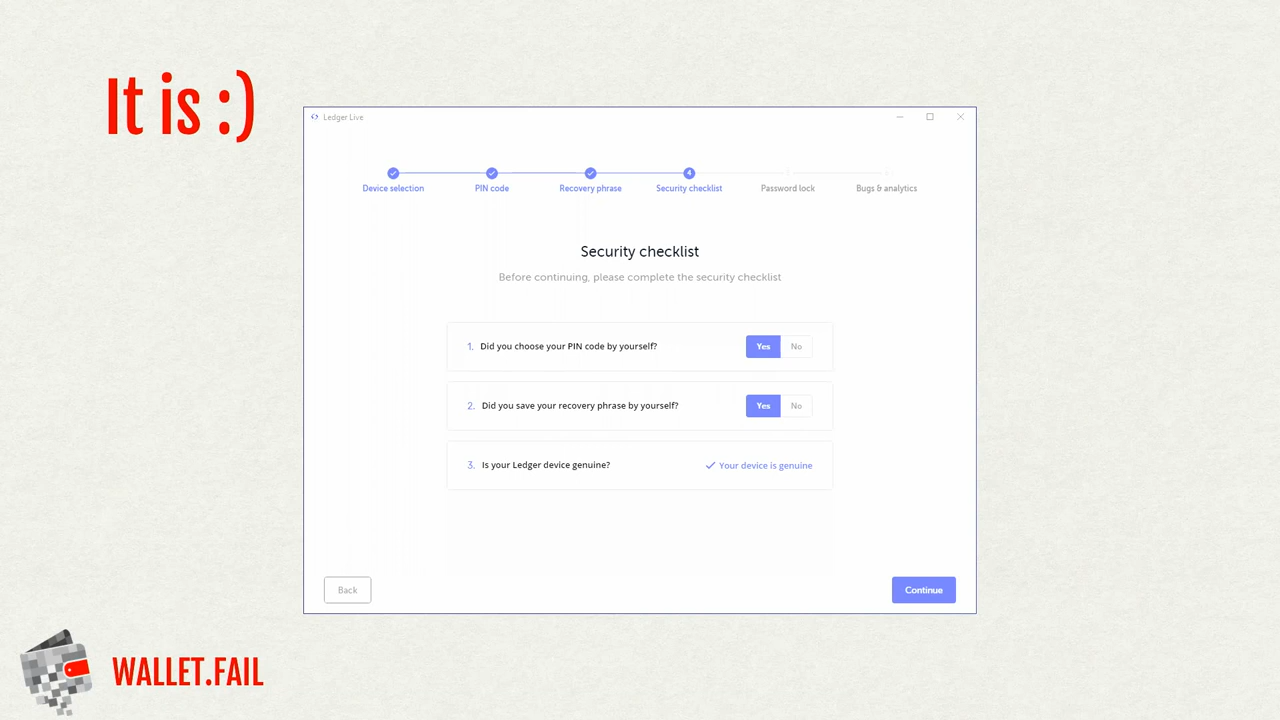 It is :)
Ledger Live
Device selection
PIN code
Recovery phrase
4
Security checklist
Password lock
Bugs & analytics
Security checklist
Before continuing, please complete the security checklist
1. Did you choose your PIN code by yourself? Yes No
2. Did you save your recovery phrase by yourself? Yes No
3. Is your Ledger device genuine? Your device is genuine
Back
Continue
WALLET.FAIL